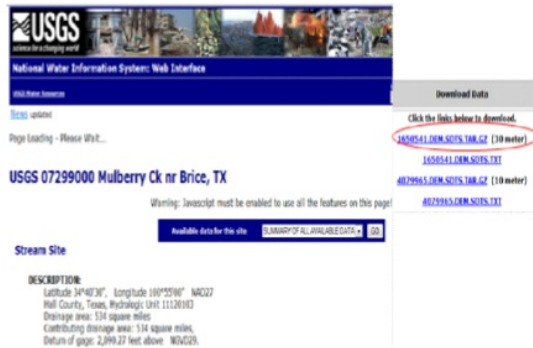 USGS
science for a changing world
National Water Information System: Web Interface
USGS Water Resources
News updated
Page Loading - Please Wait...
USGS 07299000 Mulberry Ck nr Brice, TX
Warning: Javascript must be enabled to use all the features on this page!
Available data for this site SUMMARY OF ALL AVAILABLE DATA GO
Stream Site
DESCRIPTION:
Latitude 34°40'30", Longitude 100°55'00" NAD27
Hall County, Texas, Hydrologic Unit 11120103
Drainage area: 534 square miles
Contributing drainage area: 534 square miles,
Datum of gage: 2,090.27 feet above NGVD29.
Download Data
Click the links below to download.
1650541.DEM.SDTS.TAR.GZ (30 meter)
1650541.DEM.SDTS.TXT
4079965.DEM.SDTS.TAR.GZ (10 meter)
4079965.DEM.SDTS.TXT